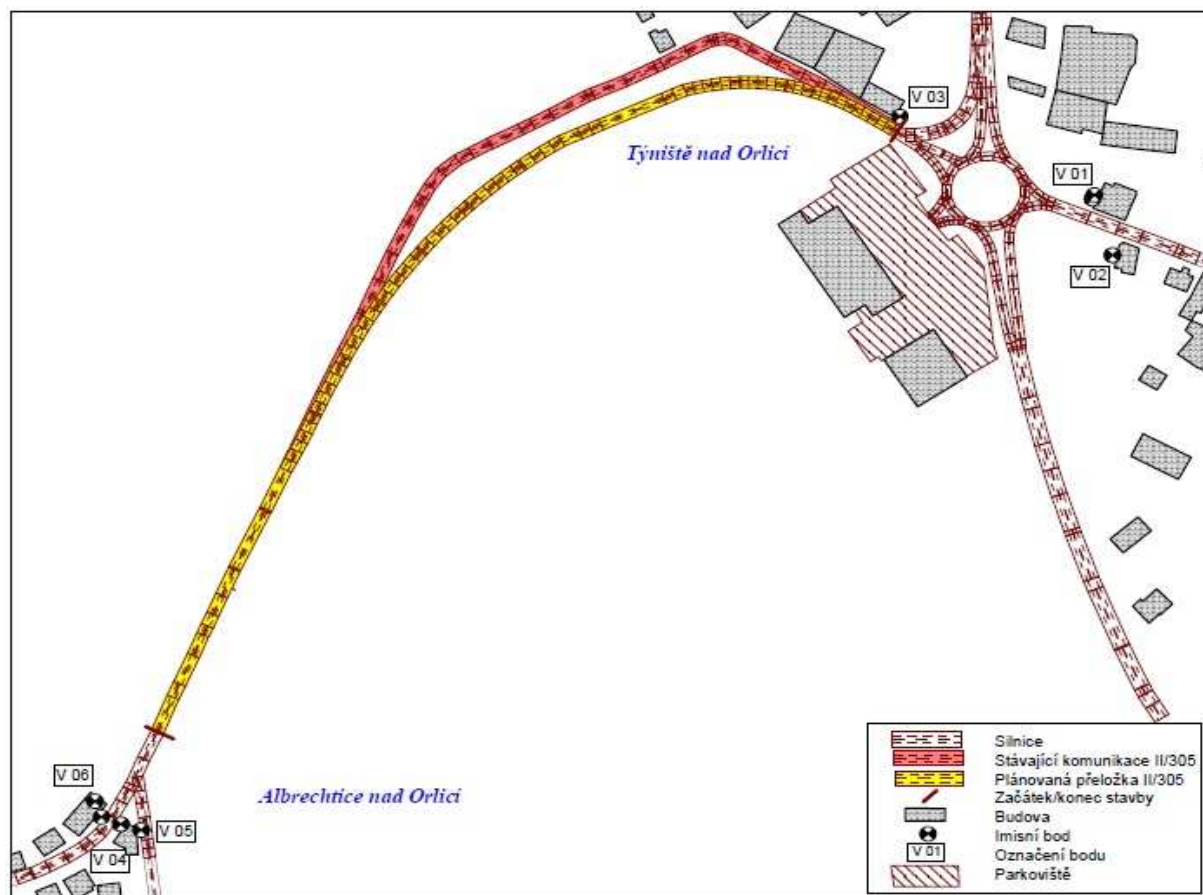 V 03
Týniště nad Orlicí
V 01
V 02
V 06
Albrechtice nad Orlicí
V 05
V 04
Silnice
Stávající komunikace II/305
Plánovaná přeložka II/305
Začátek/konec stavby
Budova
Imisní bod
V 01
Označení bodu
Parkoviště